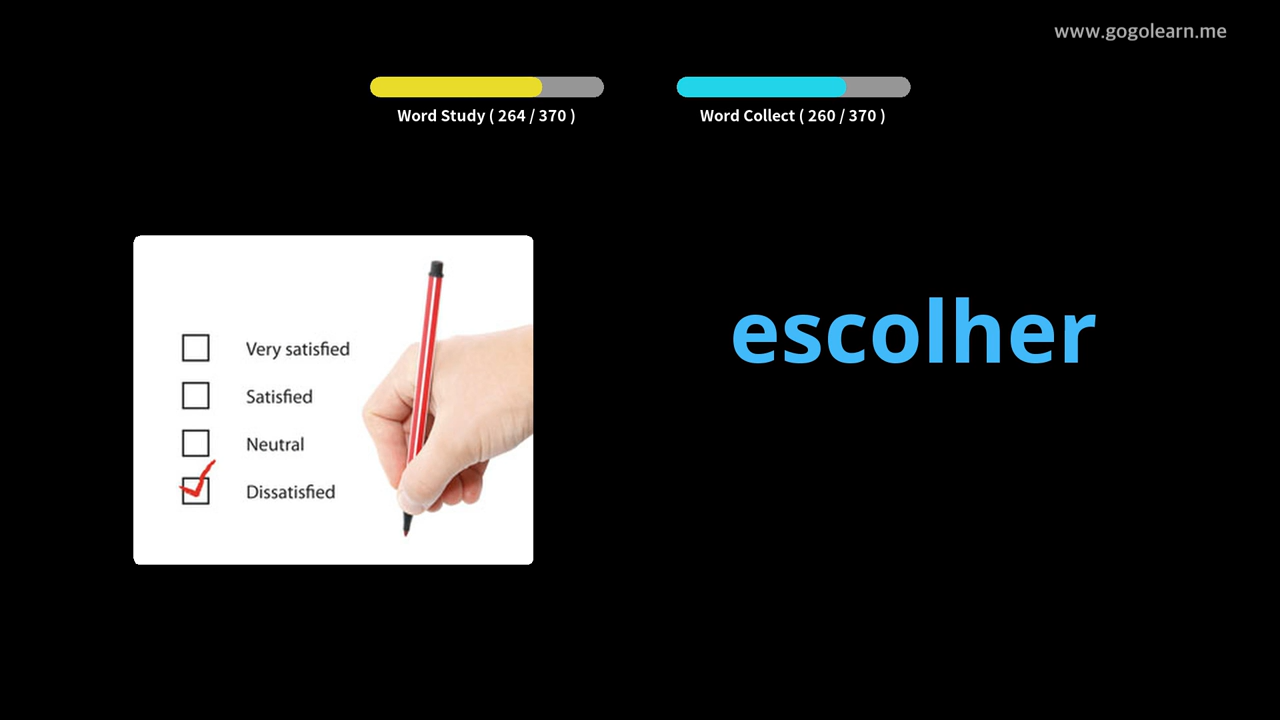 www.gogolearn.me
Word Study ( 264 / 370 )
Word Collect ( 260 / 370 )
Very satisfied
Satisfied
Neutral
Dissatisfied
escolher